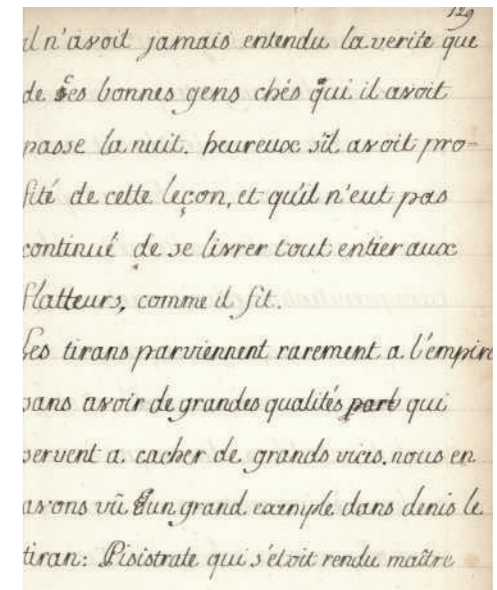 129
il n'avoit jamais entendu la verite que
de ces bonnes gens chés qui il avoit
passe la nuit. heureux s'il avoit pro-
fité de cette leçon, et qu'il n'eut pas
continué de se livrer tout entier aux
flatteurs, comme il fit.
les tirans parviennent rarement a l'empire
sans avoir de grandes qualités part qui
servent a cacher de grands vices. nous en
avons vû d'un grand exemple dans denis le
tiran: Pisistrate qui s'etoit rendu maître